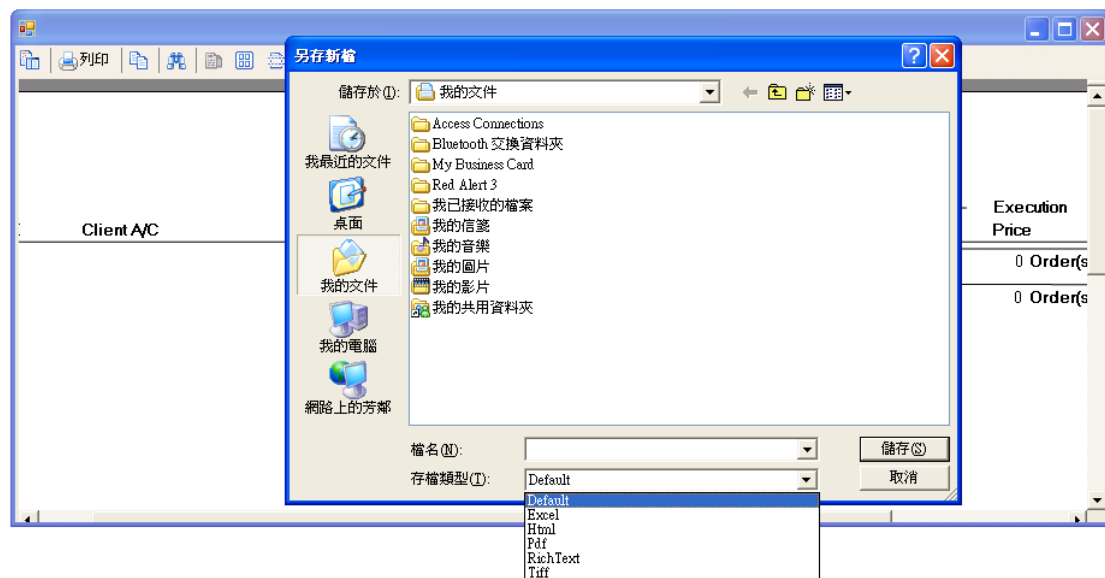 列印
另存新檔
儲存於(I):
我的文件
我最近的文件
桌面
我的文件
我的電腦
網路上的芳鄰
Access Connections
Bluetooth 交換資料夾
My Business Card
Red Alert 3
我已接收的檔案
我的信箋
我的音樂
我的圖片
我的影片
我的共用資料夾
檔名(N):
儲存(S)
存檔類型(T):
Default
取消
Default
Excel
Html
Pdf
RichText
Tiff
Client A/C
Execution
Price
0 Order(s
0 Order(s